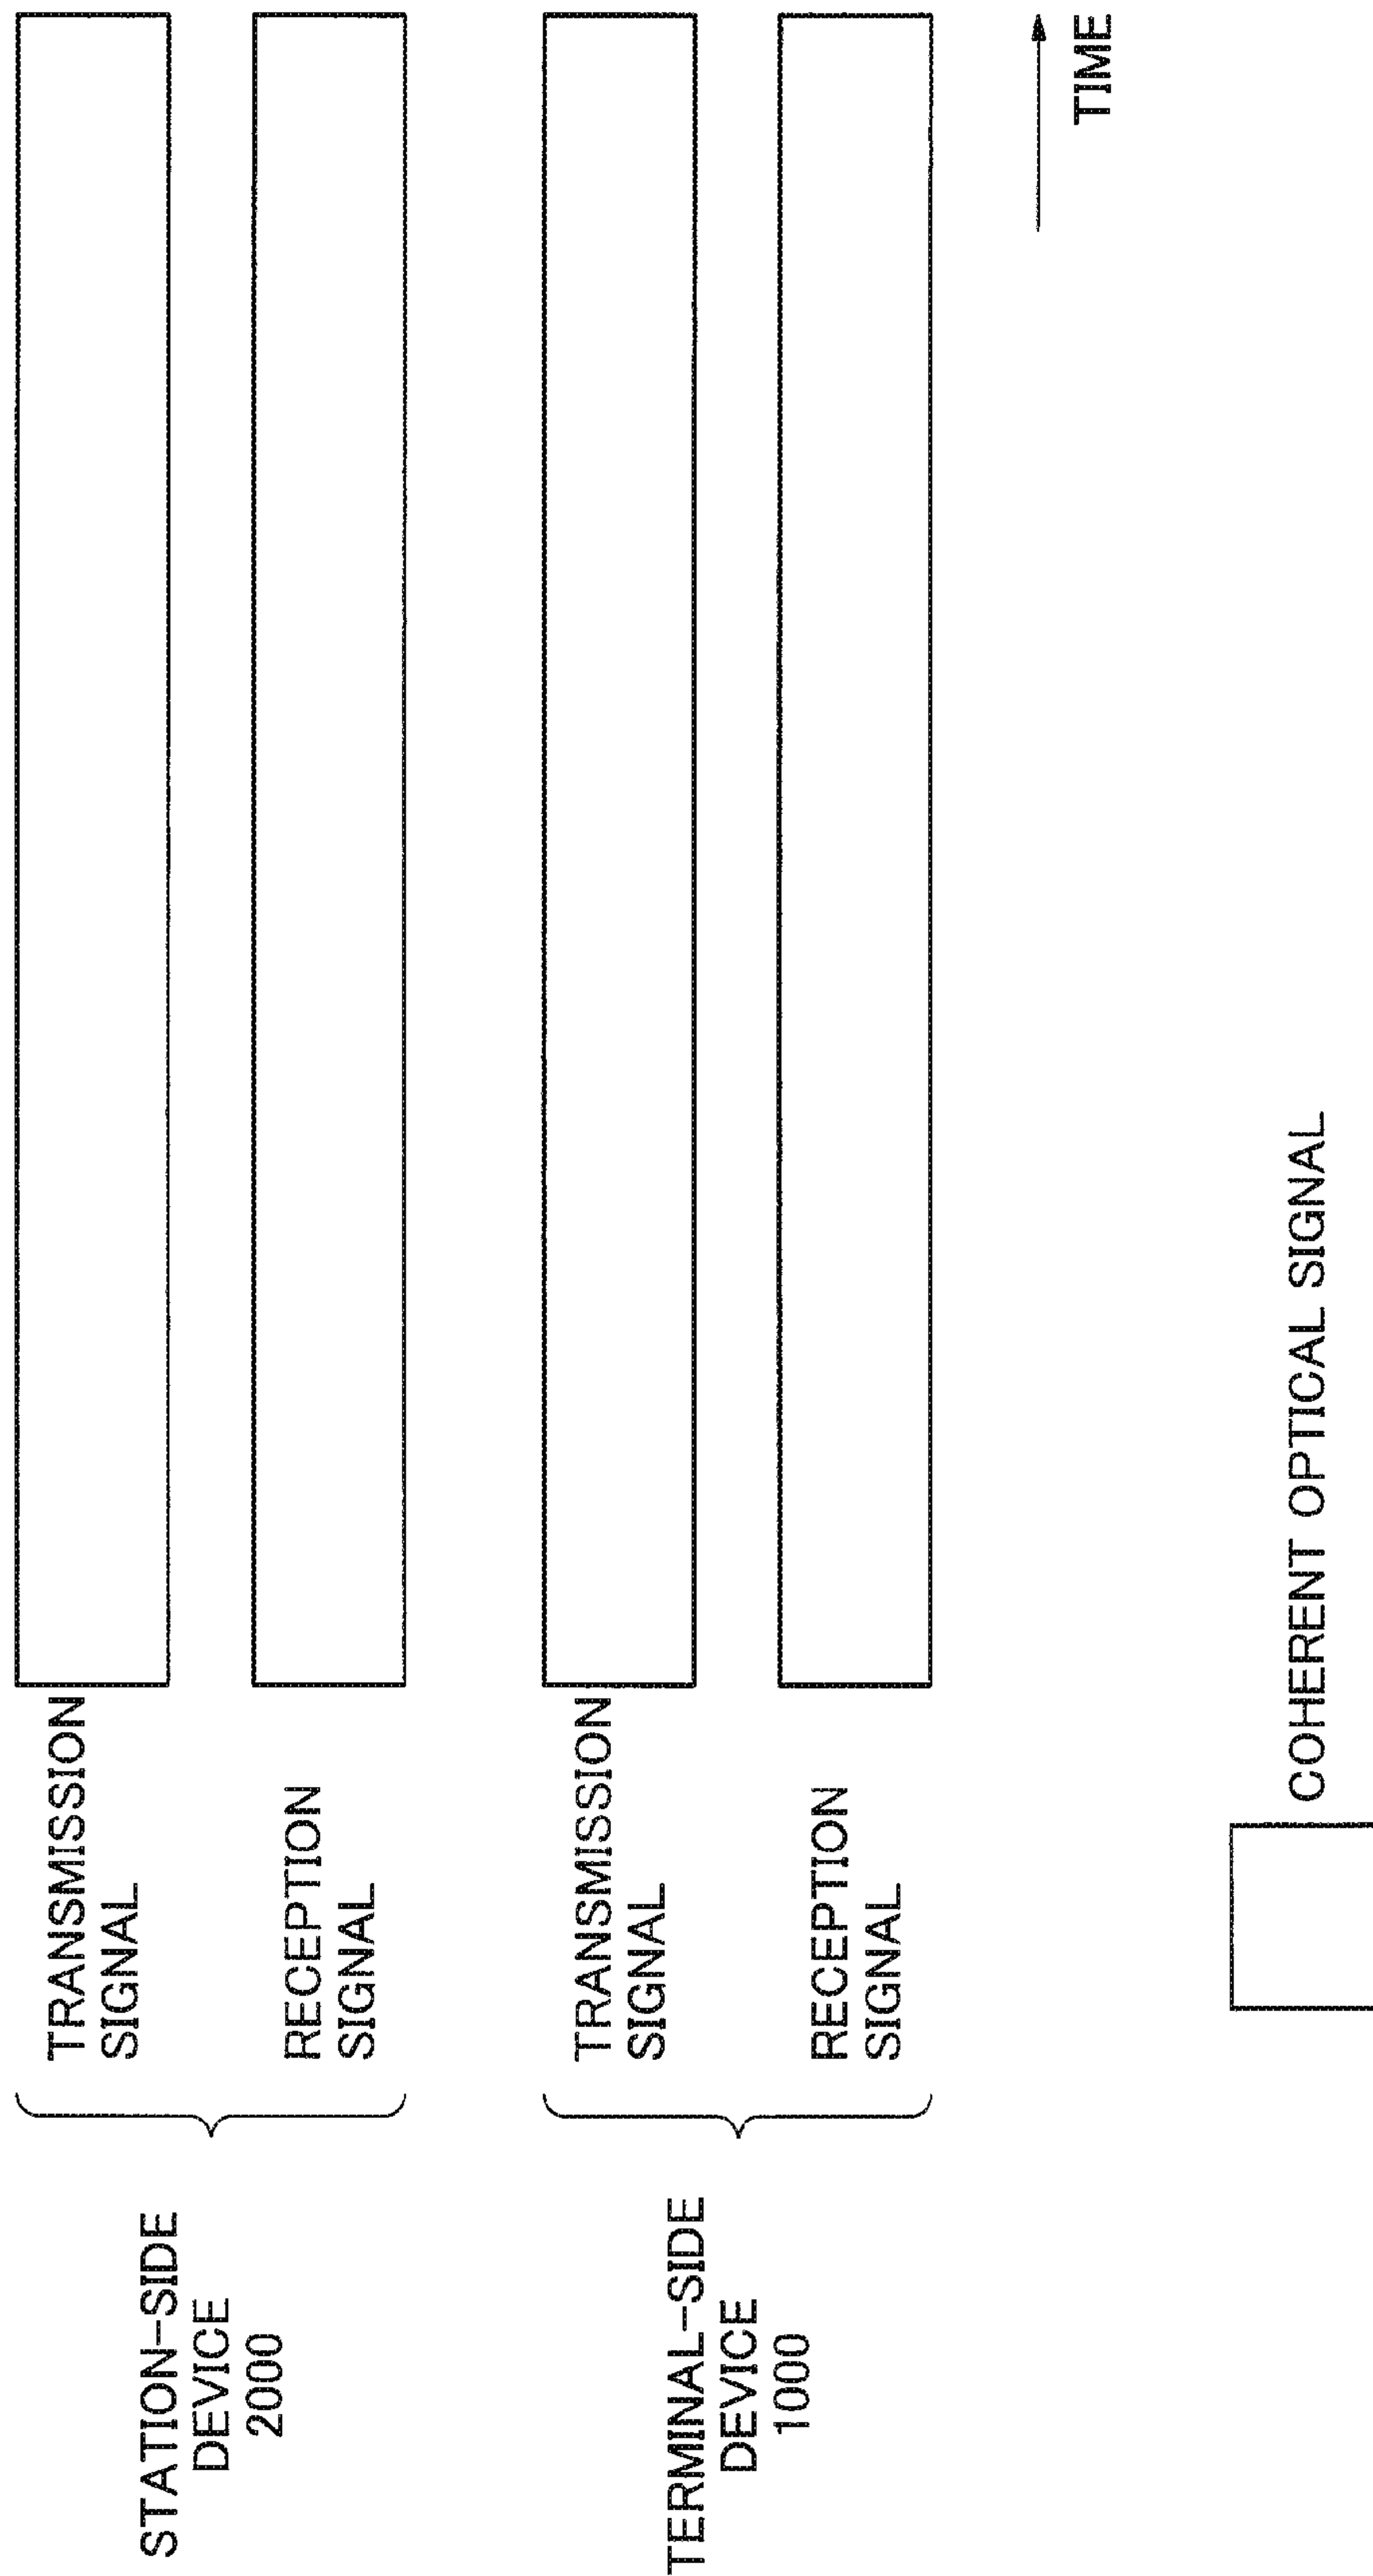 STATION-SIDE
DEVICE
2000
TRANSMISSION
SIGNAL
RECEPTION
SIGNAL
TERMINAL-SIDE
DEVICE
1000
TRANSMISSION
SIGNAL
RECEPTION
SIGNAL
TIME
COHERENT OPTICAL SIGNAL